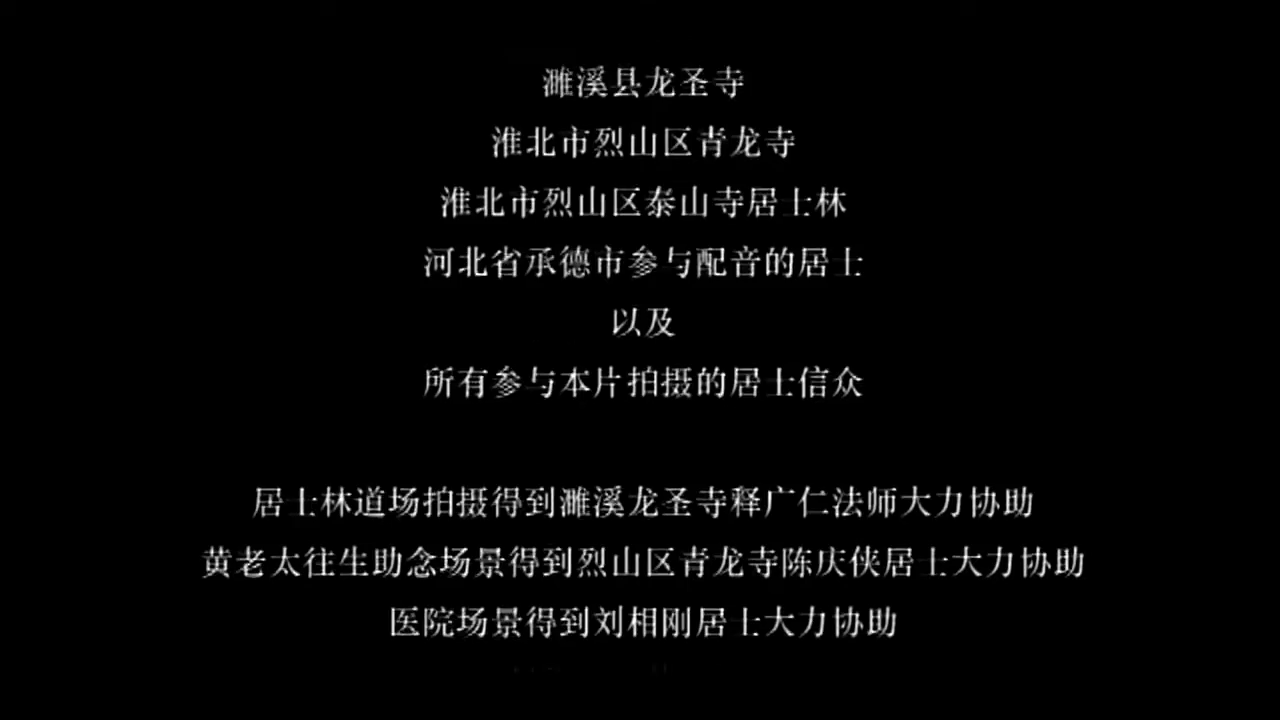 濉溪县龙圣寺
淮北市烈山区青龙寺
淮北市烈山区泰山寺居士林
河北省承德市参与配音的居士
以及
所有参与本片拍摄的居士信众
居士林道场拍摄得到濉溪龙圣寺释广仁法师大力协助
黄老太往生助念场景得到烈山区青龙寺陈庆侠居士大力协助
医院场景得到刘相刚居士大力协助